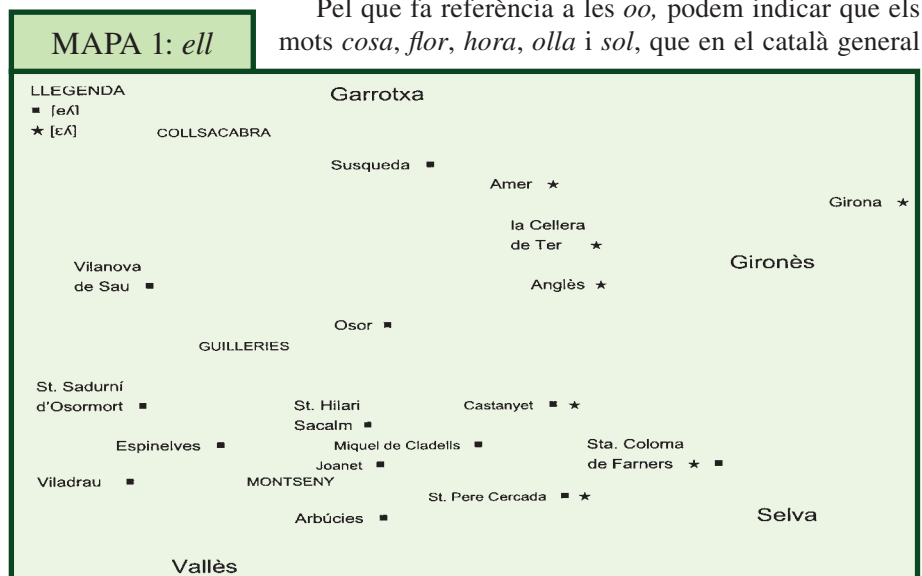 Pel que fa referència a les oo, podem indicar que els
mots cosa, flor, hora, olla i sol, que en el català general
MAPA 1: ell
LLEGENDA
■ [eʎ]
★ [ɛʎ]
Garrotxa
COLLSACABRA
Susqueda ■
Amer ★
Girona ★
la Cellera
de Ter ★
Gironès
Vilanova
de Sau ■
Anglès ★
Osor ■
GUILLERIES
St. Sadurní
d'Osormort ■
St. Hilari
Sacalm ■
Castanyet ■ ★
Espinelves ■
Miquel de Cladells ■
Sta. Coloma
de Farners ★ ■
Joanet ■
Viladrau ■
MONTSENY
St. Pere Cercada ■ ★
Arbúcies ■
Selva
Vallès